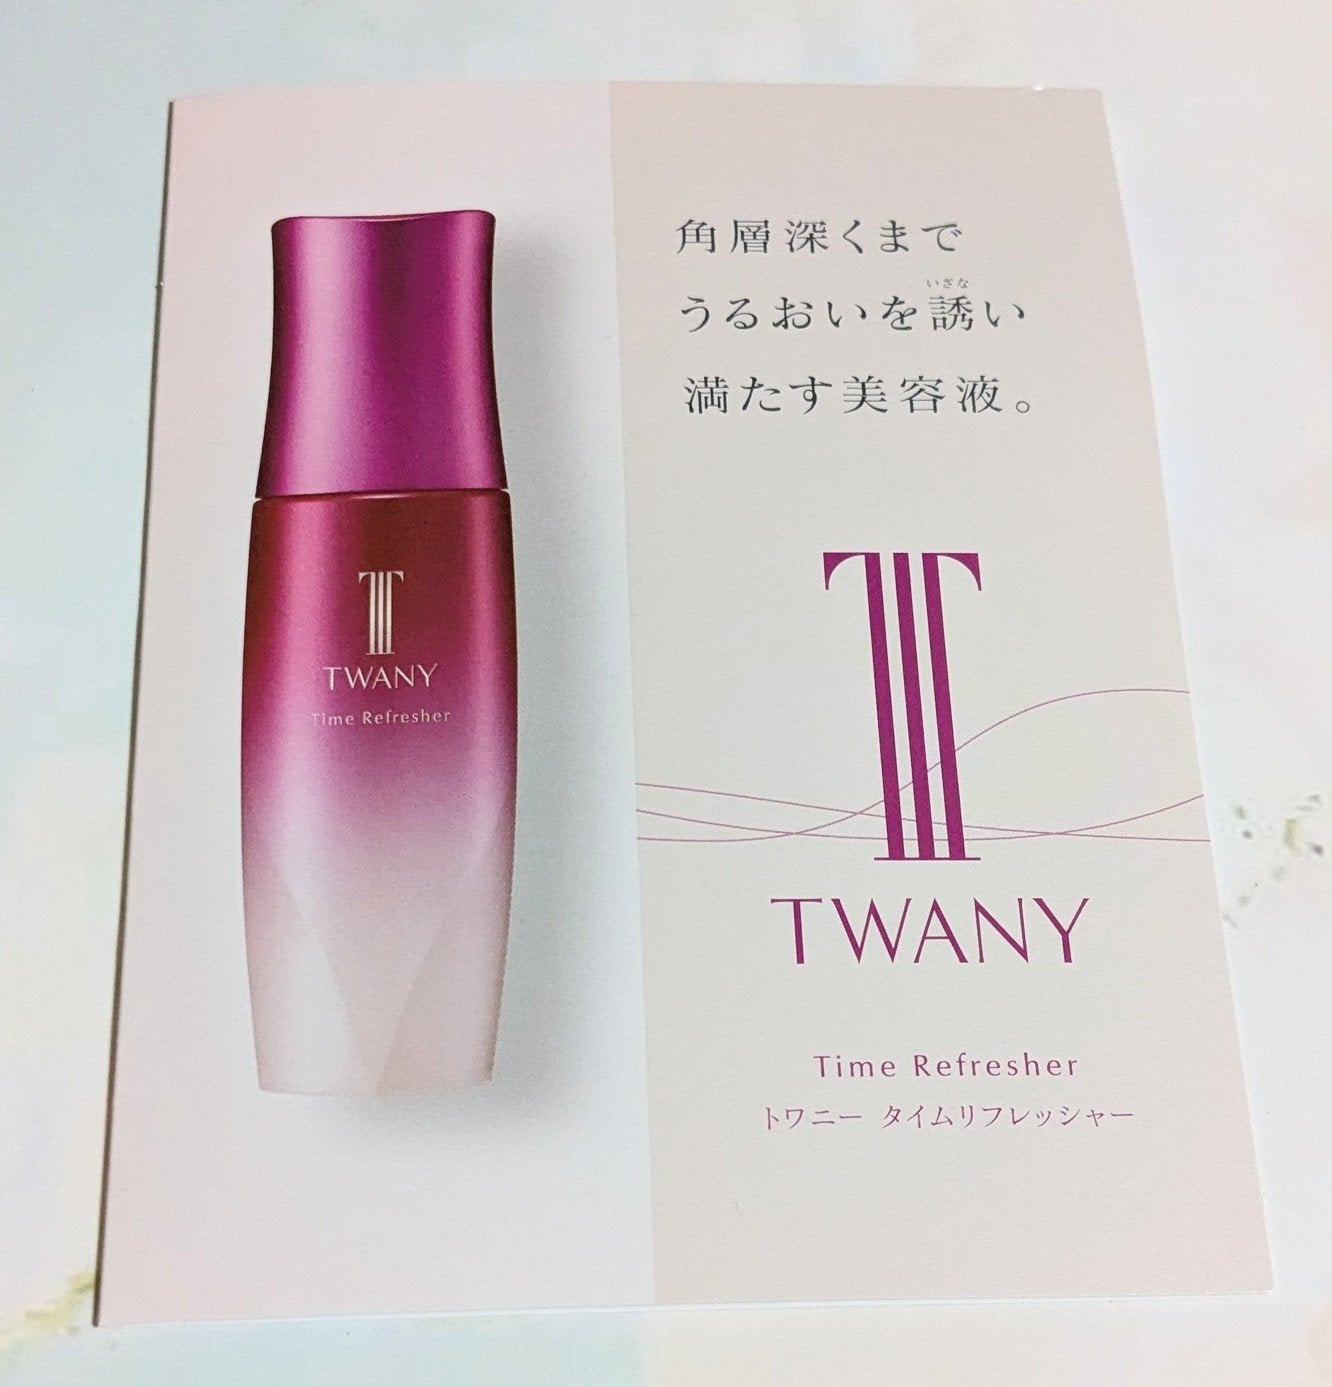 角層深くまで
いざな
うるおいを誘い
満たす美容液。
TWANY
Time Refresher
TWANY
Time Refresher
トワニー タイムリフレッシャー